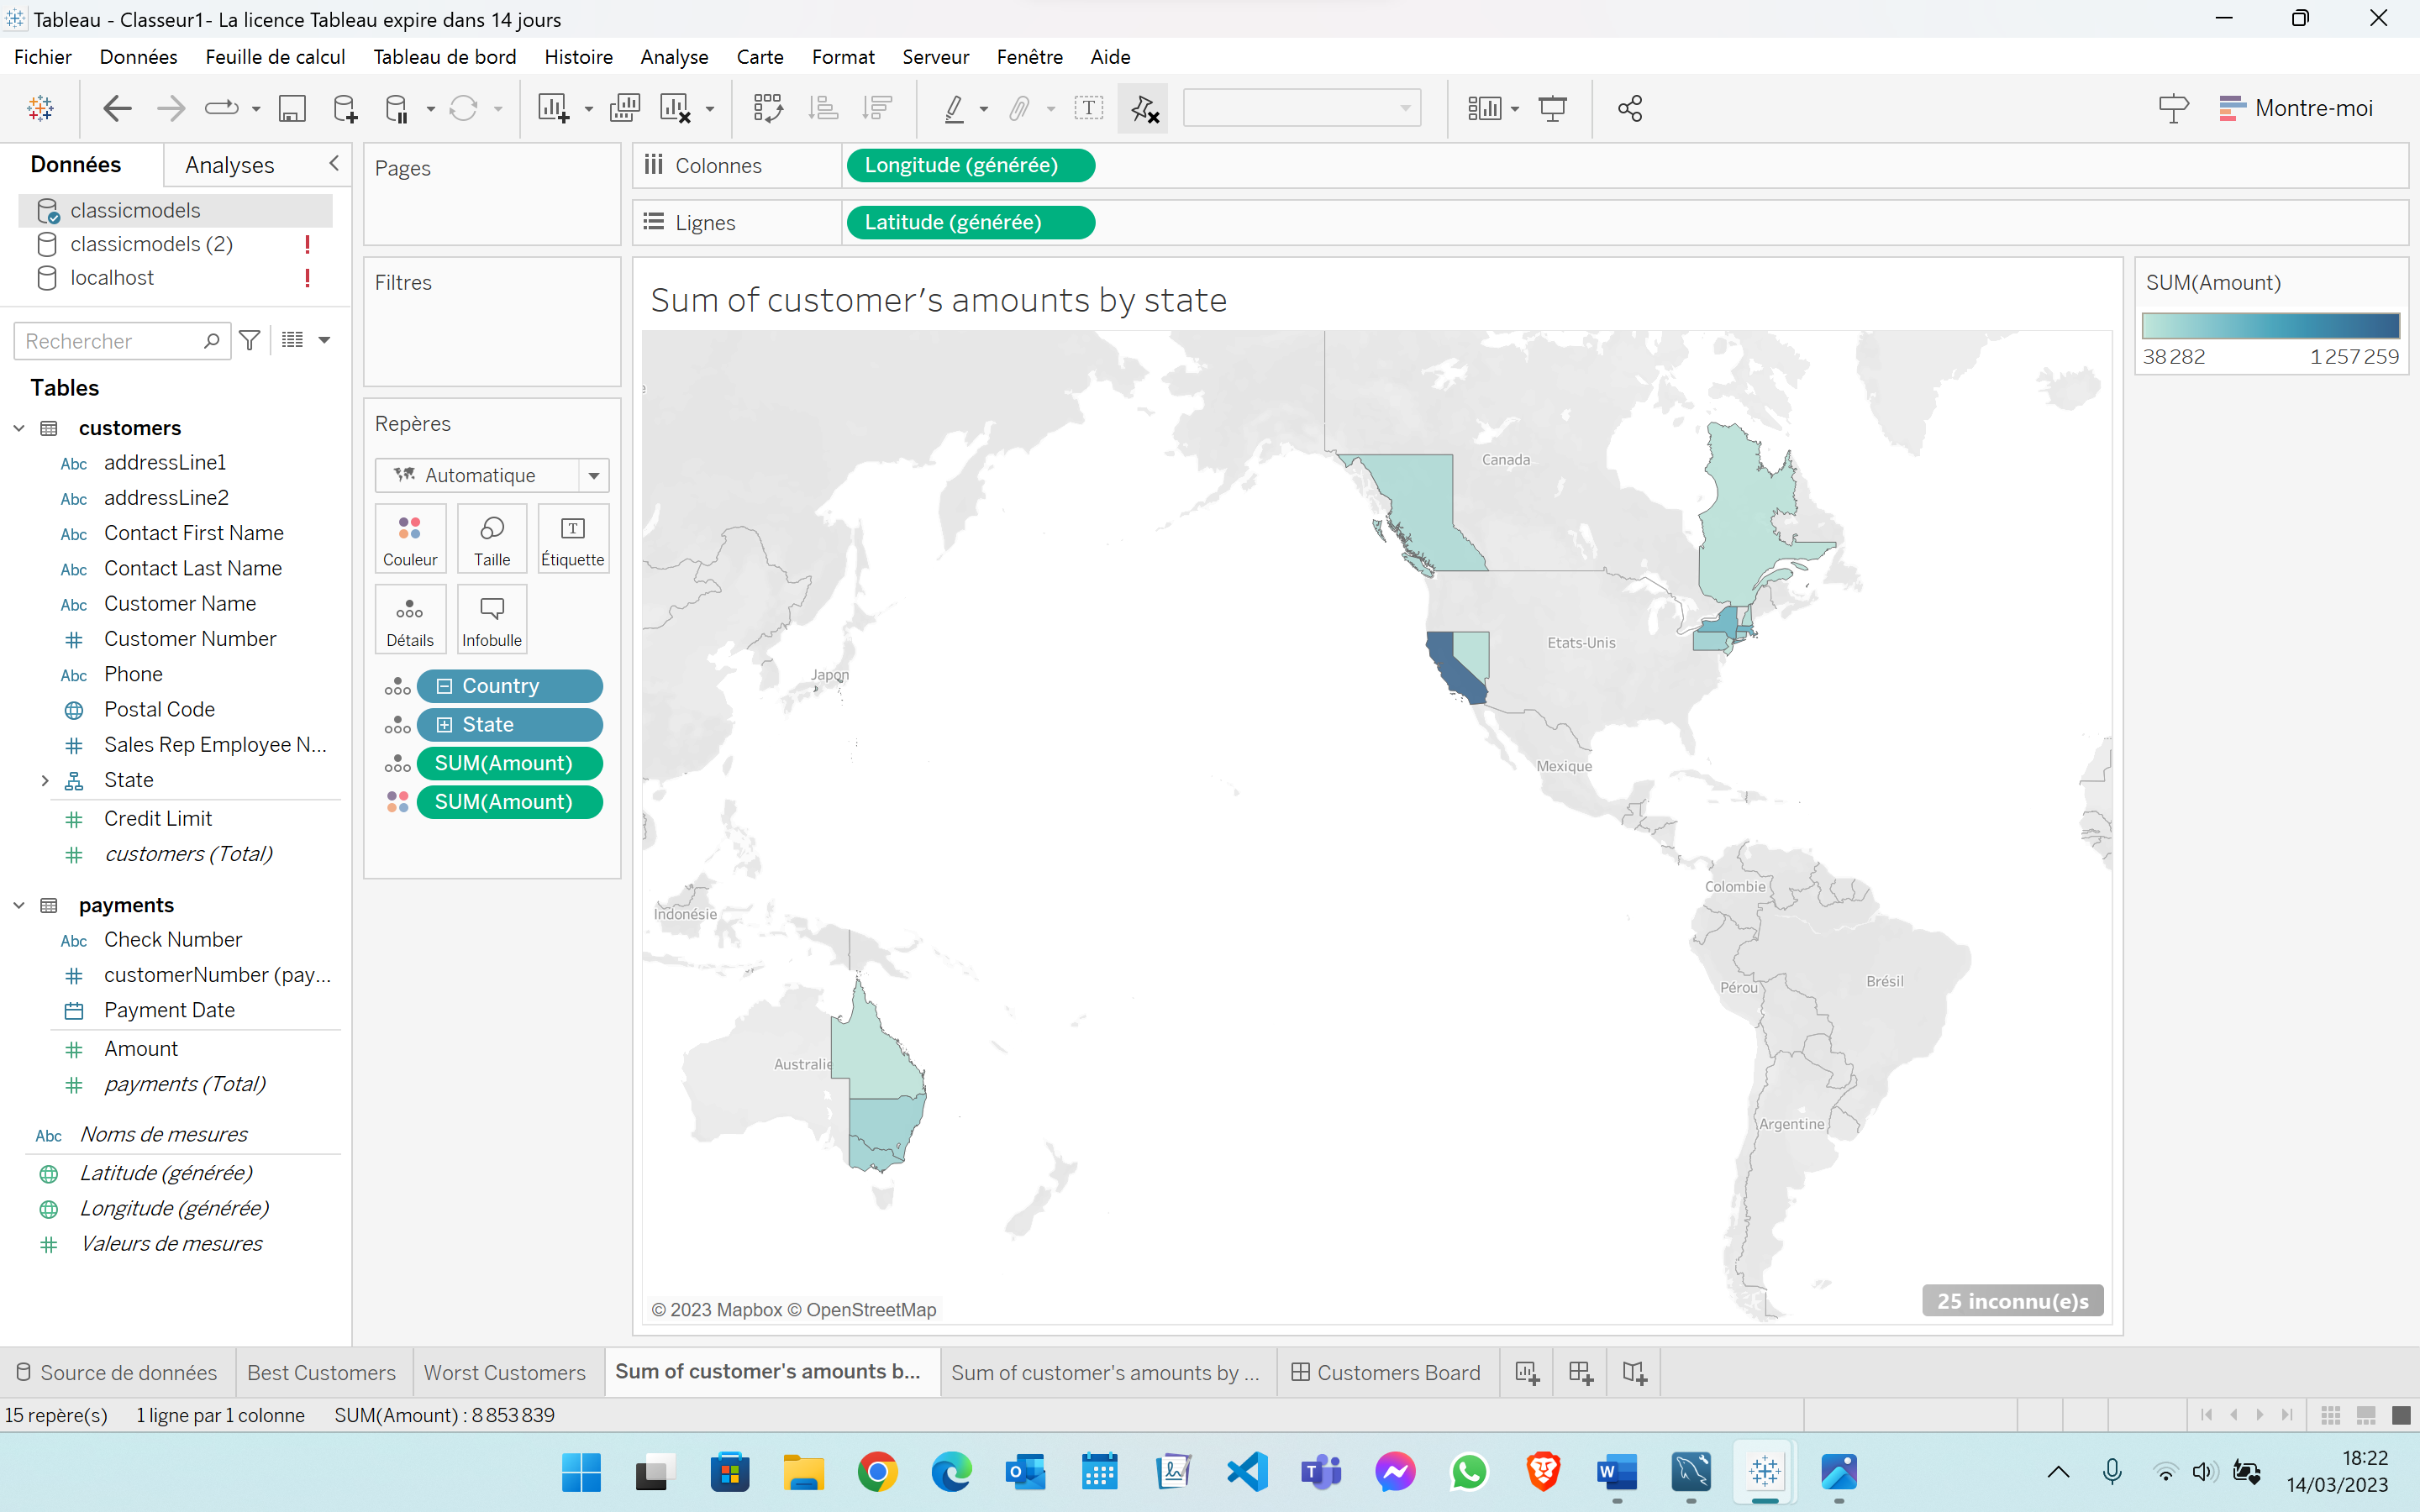 Tableau - Classeur1- La licence Tableau expire dans 14 jours
Fichier Données Feuille de calcul Tableau de bord Histoire Analyse Carte Format Serveur Fenêtre Aide
Montre-moi
Données Analyses
classicmodels
classicmodels (2) !
localhost !
Rechercher
Tables
customers
Abc addressLine1
Abc addressLine2
Abc Contact First Name
Abc Contact Last Name
Abc Customer Name
Customer Number
Abc Phone
Postal Code
Sales Rep Employee N...
State
Credit Limit
customers (Total)
payments
Abc Check Number
customerNumber (pay...
Payment Date
Amount
payments (Total)
Abc Noms de mesures
Latitude (générée)
Longitude (générée)
Valeurs de mesures
Pages
Filtres
Repères
Automatique
Couleur Taille Étiquette
Détails Infobulle
Country
State
SUM(Amount)
SUM(Amount)
Colonnes Longitude (générée)
Lignes Latitude (générée)
Sum of customer's amounts by state
Canada
Etats-Unis
Japon
Mexique
Colombie
Indonésie
Brésil
Pérou
Australie
Argentine
© 2023 Mapbox © OpenStreetMap
25 inconnu(e)s
SUM(Amount)
38 282 1 257 259
Source de données Best Customers Worst Customers Sum of customer's amounts b... Sum of customer's amounts by ... Customers Board
15 repère(s) 1 ligne par 1 colonne SUM(Amount) : 8 853 839
18:22
14/03/2023